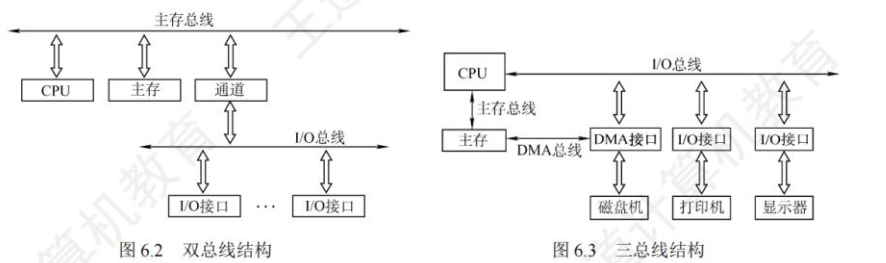 主存总线
CPU
主存
通道
I/O总线
I/O接口
…
I/O接口
图 6.2 双总线结构
CPU
I/O总线
主存总线
主存
DMA总线
DMA接口
I/O接口
I/O接口
磁盘机
打印机
显示器
图 6.3 三总线结构